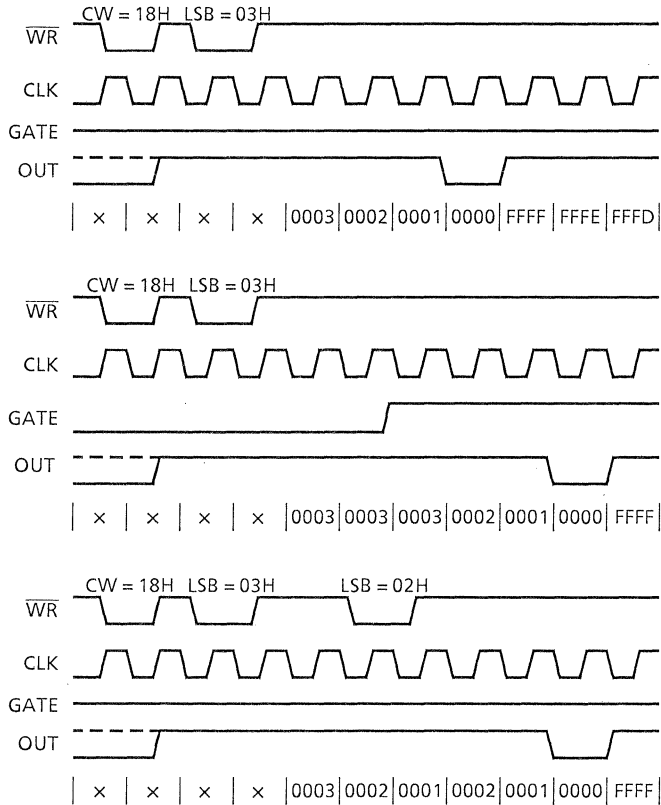 CW = 18H LSB = 03H
WR
CLK
GATE
OUT
× × × × 0003 0002 0001 0000 FFFF FFFE FFFD
CW = 18H LSB = 03H
WR
CLK
GATE
OUT
× × × × 0003 0003 0003 0002 0001 0000 FFFF
CW = 18H LSB = 03H LSB = 02H
WR
CLK
GATE
OUT
× × × × 0003 0002 0001 0002 0001 0000 FFFF